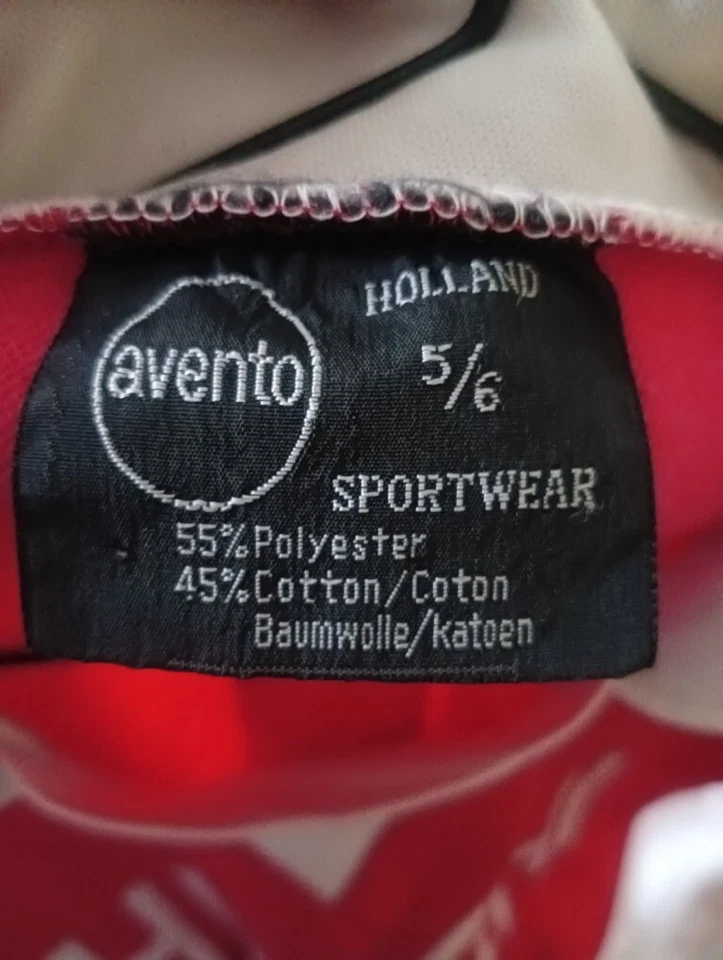 HOLLAND
avento
5/6
SPORTWEAR
55% Polyester
45% Cotton/Coton
Baumwolle/katoen